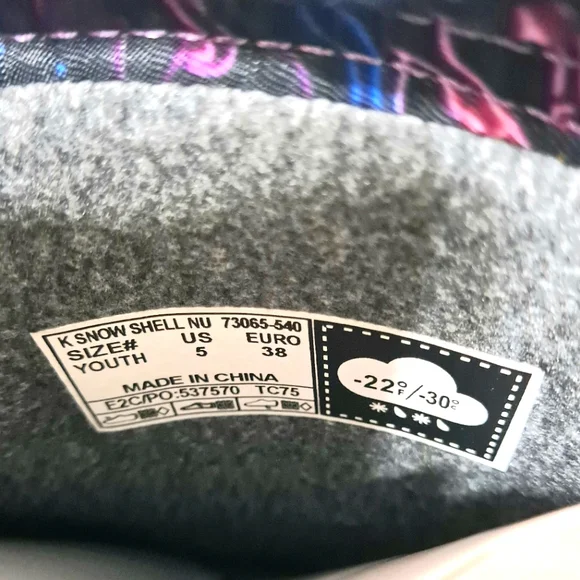 K SNOW SHELL NU 73065-540
SIZE# US EURO
YOUTH 5 38
MADE IN CHINA
E2C/PO:537570 TC75
-22°F/-30°C